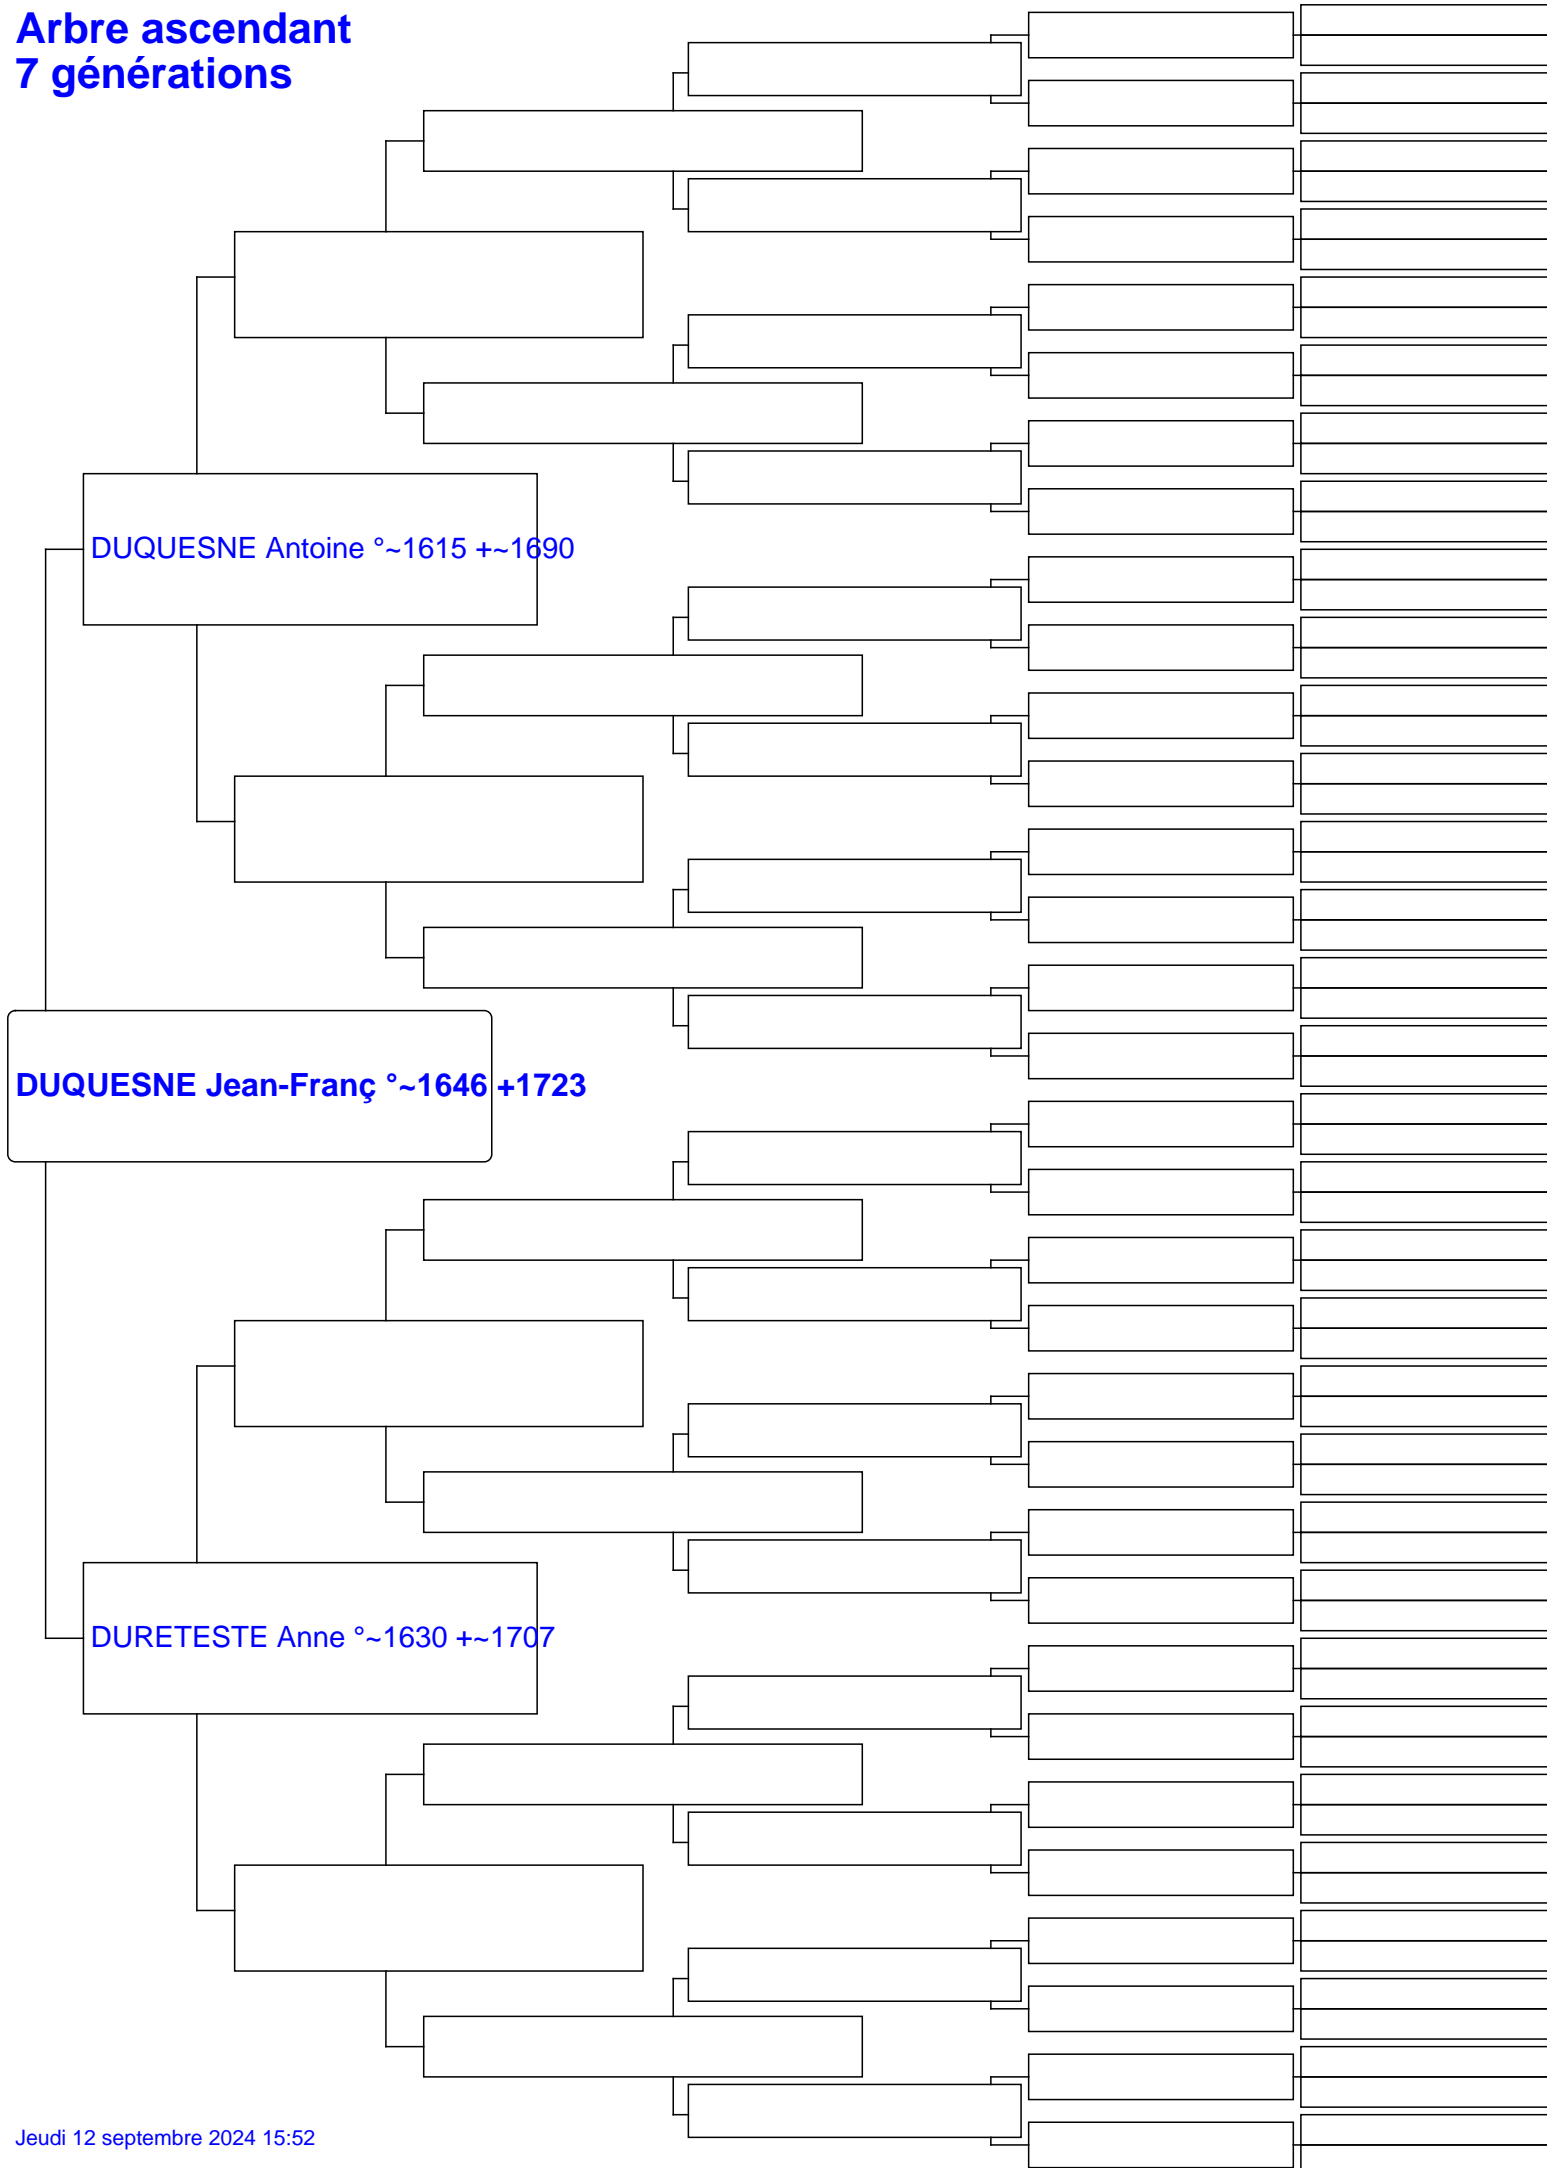 Arbre ascendant
7 générations
DUQUESNE Antoine °~1615 +~1690
DUQUESNE Jean-Franç °~1646 +1723
DURETESTE Anne °~1630 +~1707
Jeudi 12 septembre 2024 15:52